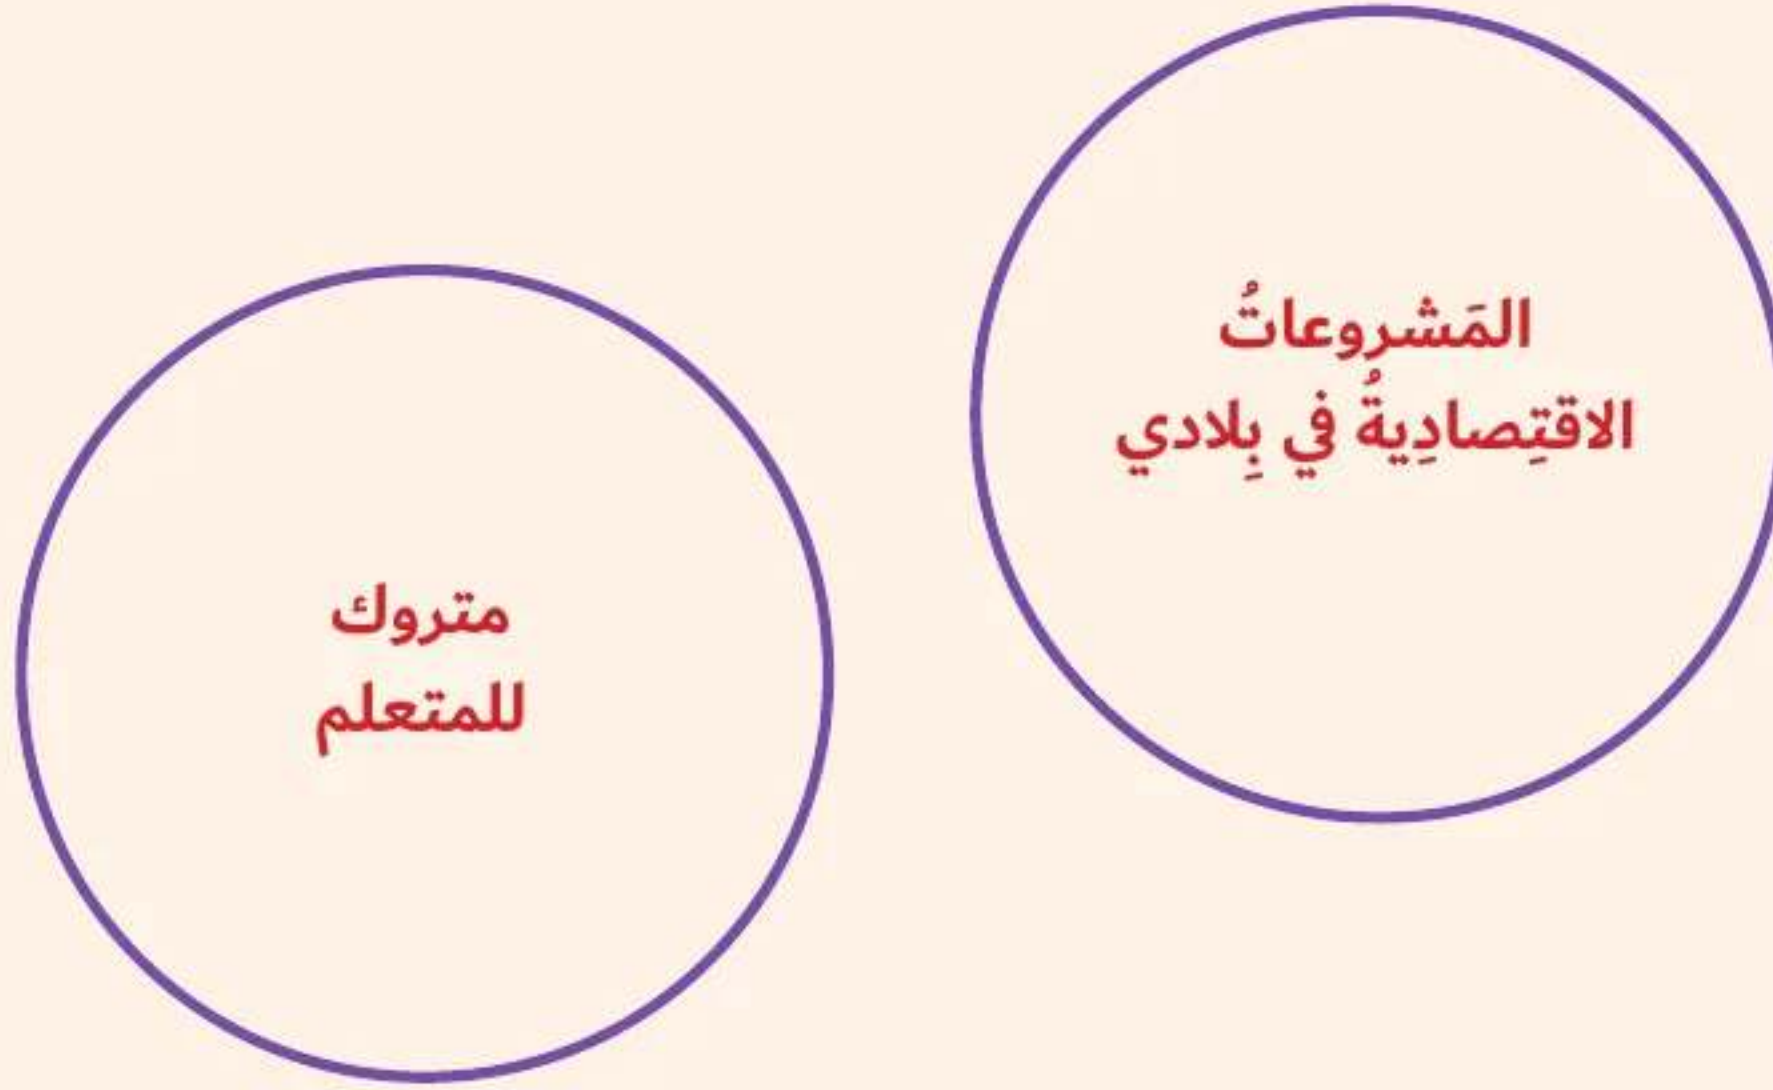 المَشروعاتُ
الاقتِصادِيةُ في بِلادي
متروك
للمتعلم